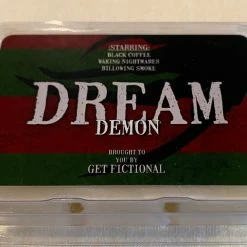 :STARRING:
BLACK COFFEE
WAKING NIGHTMARES
BILLOWING SMOKE
DREAM
DEMON
BROUGHT TO
YOU BY
GET FICTIONAL